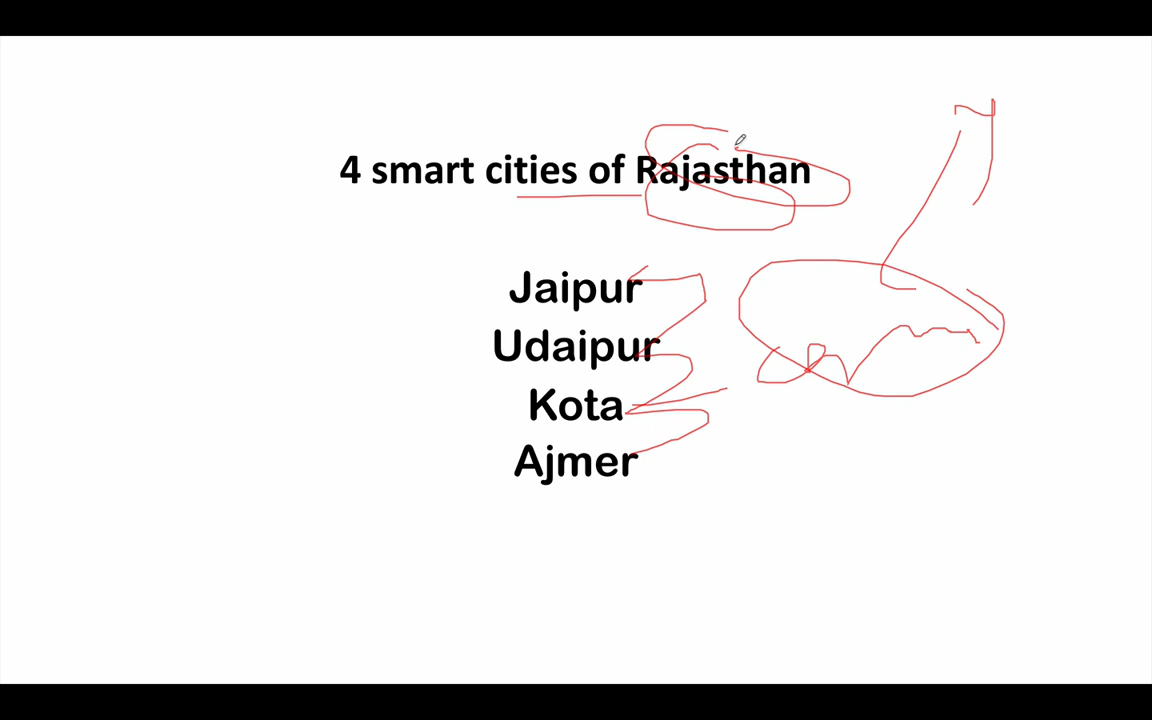 4 smart cities of Rajasthan
Jaipur
Udaipur
Kota
Ajmer